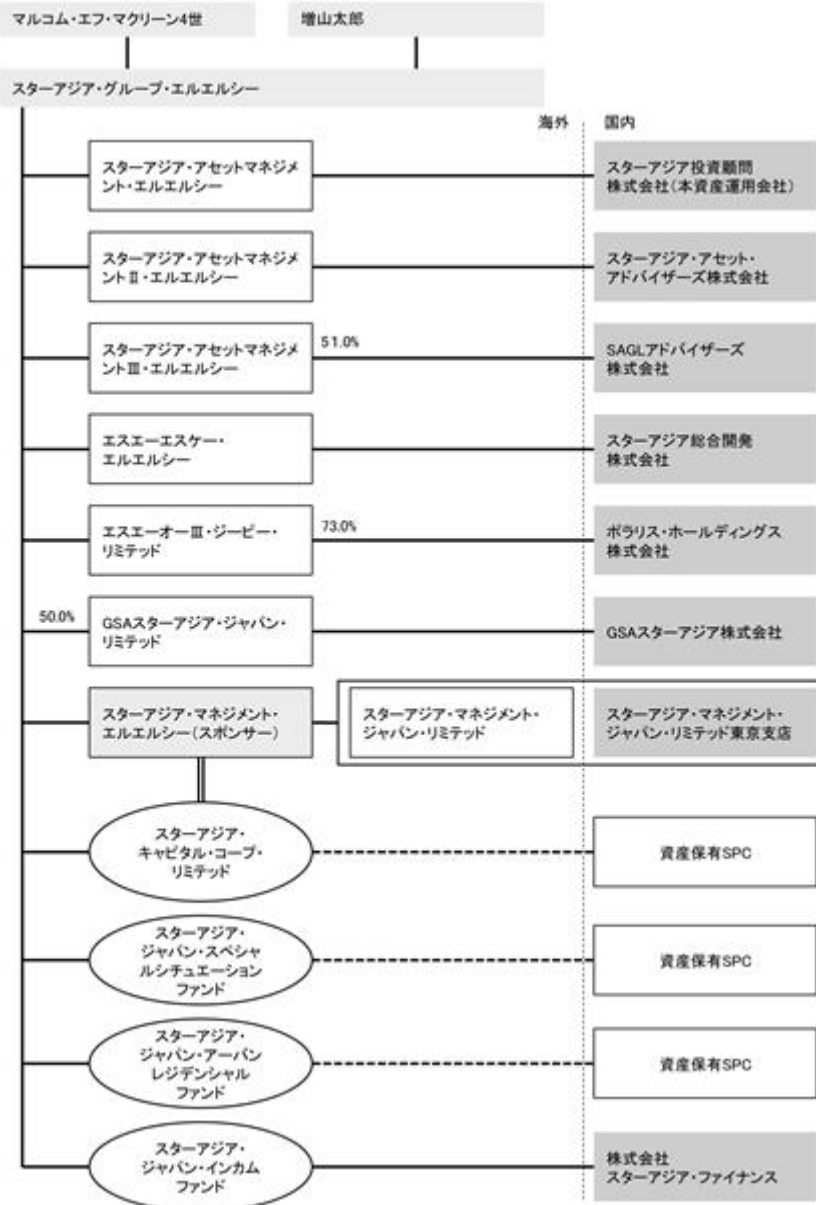 マルコム・エフ・マクリーン4世
増山太郎
スターアジア・グループ・エルエルシー
海外
国内
スターアジア・アセットマネジメ
ント・エルエルシー
スターアジア投資顧問
株式会社(本資産運用会社)
スターアジア・アセットマネジメ
ントⅡ・エルエルシー
スターアジア・アセット・
アドバイザーズ株式会社
スターアジア・アセットマネジメ
ントⅢ・エルエルシー
51.0%
SAGLアドバイザーズ
株式会社
エスエーエスケー・
エルエルシー
スターアジア総合開発
株式会社
エスエーオーⅢ・ジーピー・
リミテッド
73.0%
ポラリス・ホールディングス
株式会社
50.0%
GSAスターアジア・ジャパン・
リミテッド
GSAスターアジア株式会社
スターアジア・マネジメント・
エルエルシー(スポンサー)
スターアジア・マネジメント・
ジャパン・リミテッド
スターアジア・マネジメント・
ジャパン・リミテッド東京支店
スターアジア・
キャピタル・コープ・
リミテッド
資産保有SPC
スターアジア・
ジャパン・スペシャ
ルシチュエーション
ファンド
資産保有SPC
スターアジア・
ジャパン・アーバン
レジデンシャル
ファンド
資産保有SPC
スターアジア・
ジャパン・インカム
ファンド
株式会社
スターアジア・ファイナンス